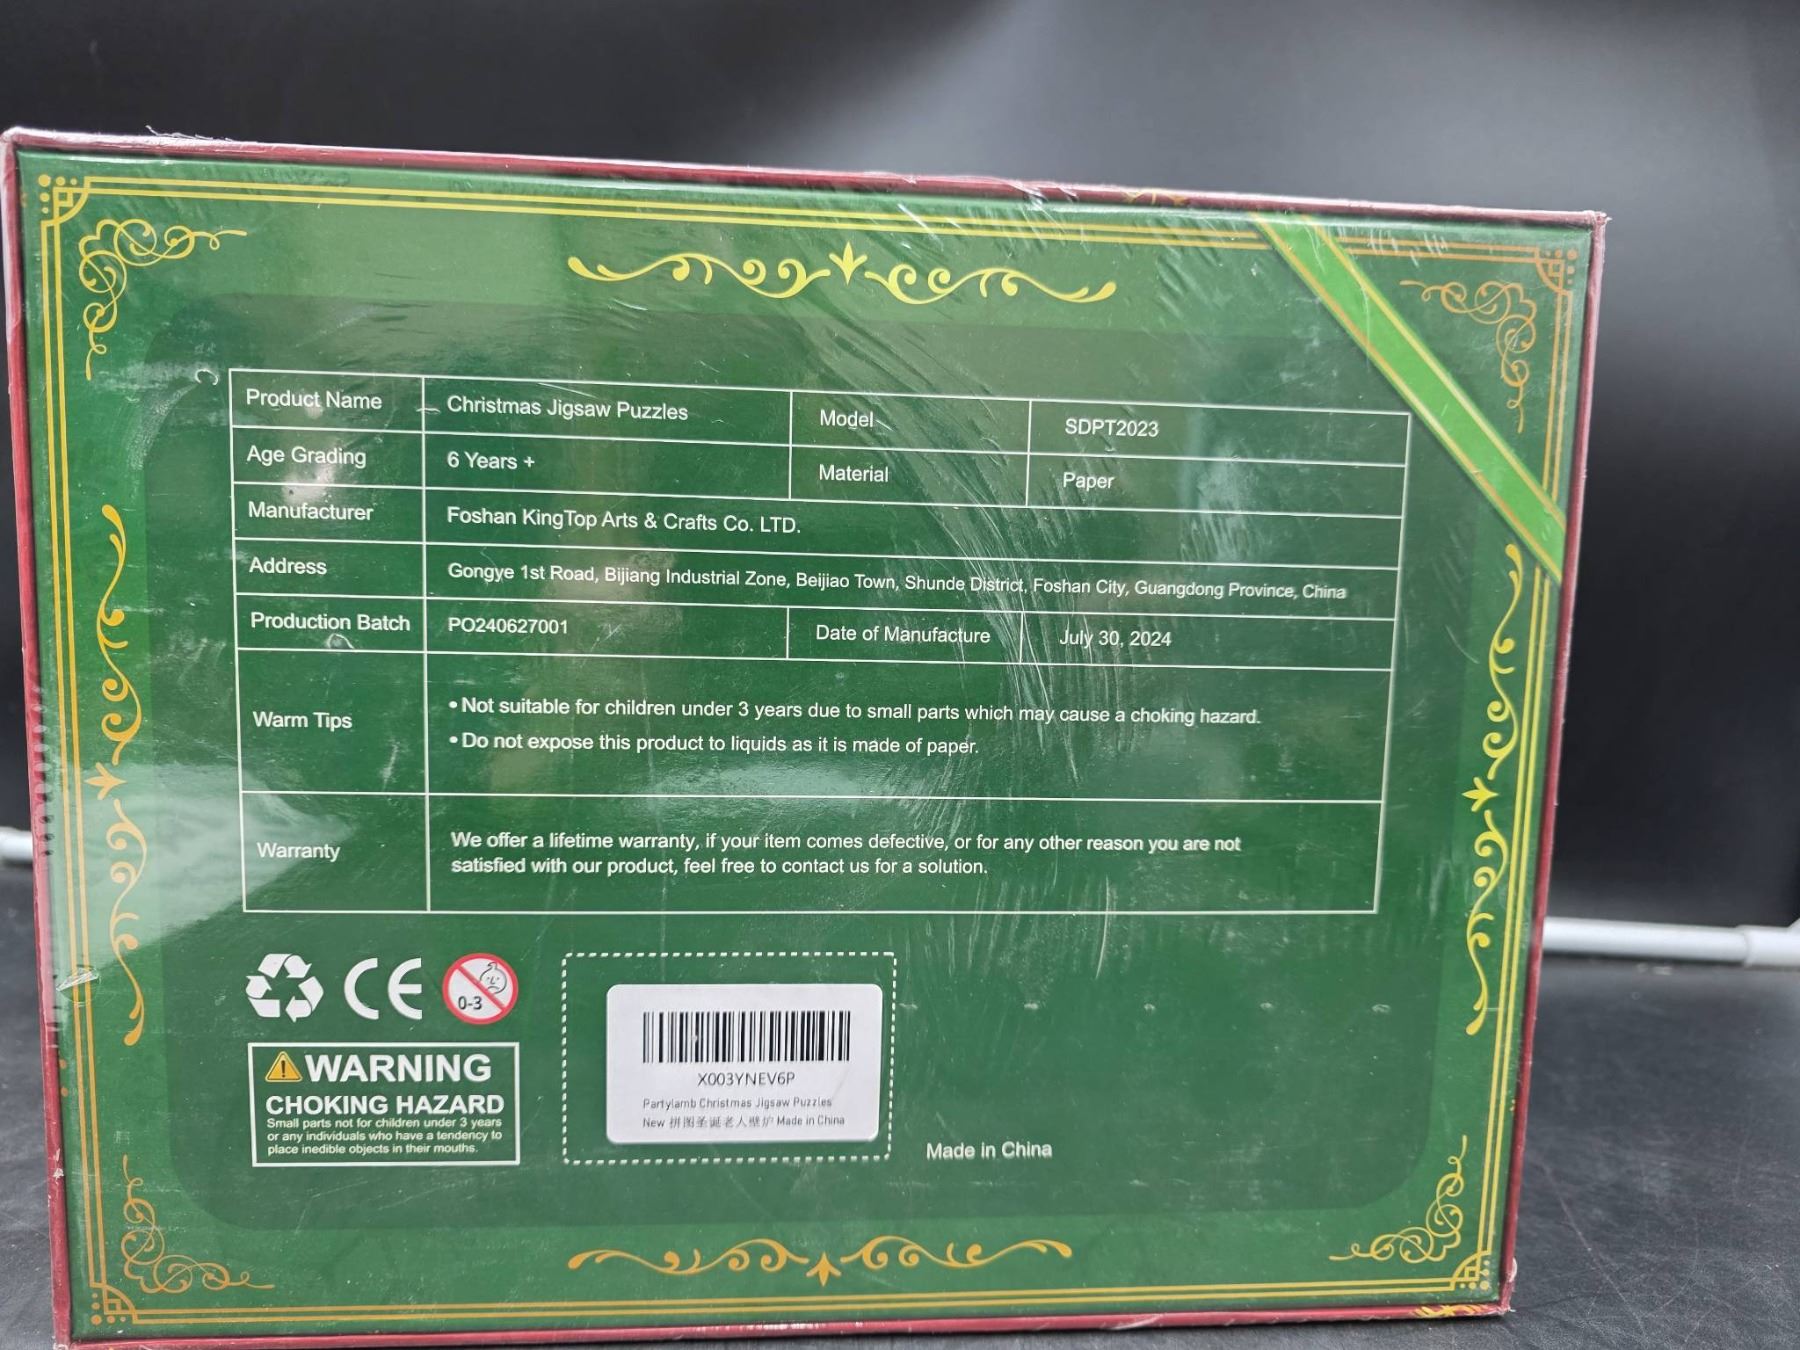 Product Name Christmas Jigsaw Puzzles Model SDPT2023
Age Grading 6 Years + Material Paper
Manufacturer Foshan KingTop Arts & Crafts Co. LTD.
Address Gongye 1st Road, Bijiang Industrial Zone, Beijiao Town, Shunde District, Foshan City, Guangdong Province, China
Production Batch PO240627001 Date of Manufacture July 30, 2024
Warm Tips
• Not suitable for children under 3 years due to small parts which may cause a choking hazard.
• Do not expose this product to liquids as it is made of paper.
Warranty
We offer a lifetime warranty, if your item comes defective, or for any other reason you are not
satisfied with our product, feel free to contact us for a solution.
CE
0-3
WARNING
CHOKING HAZARD
Small parts not for children under 3 years
or any individuals who have a tendency to
place inedible objects in their mouths.
X003YNEV6P
Partylamb Christmas Jigsaw Puzzles
New 拼图圣诞老人壁炉 Made in China
Made in China